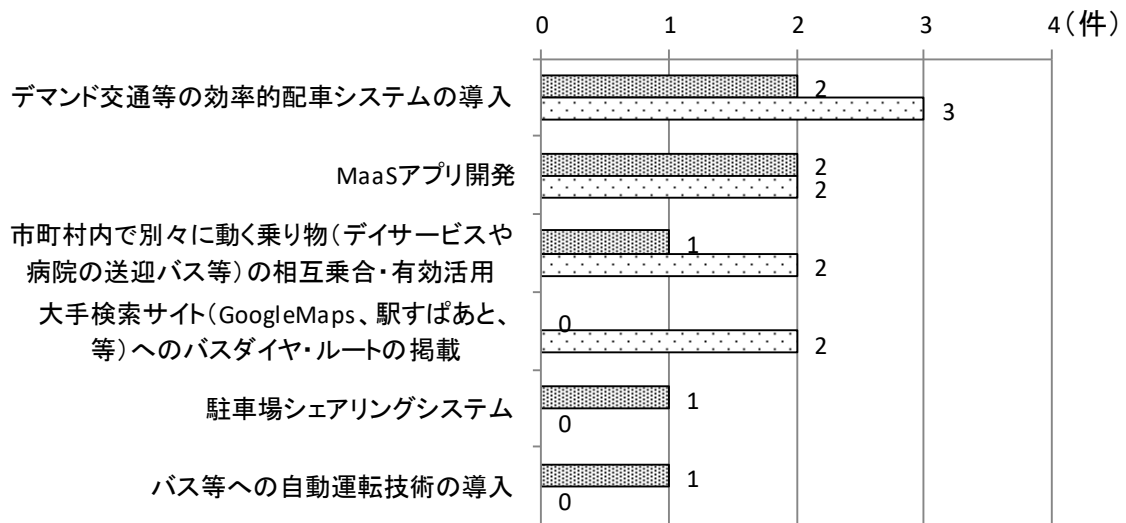 0 1 2 3 4(件)
デマンド交通等の効率的配車システムの導入
2
3
MaaSアプリ開発
2
2
市町村内で別々に動く乗り物(デイサービスや
病院の送迎バス等)の相互乗合・有効活用
1
2
大手検索サイト(GoogleMaps、駅すぱあと、
等)へのバスダイヤ・ルートの掲載
0
2
駐車場シェアリングシステム
1
0
バス等への自動運転技術の導入
1
0